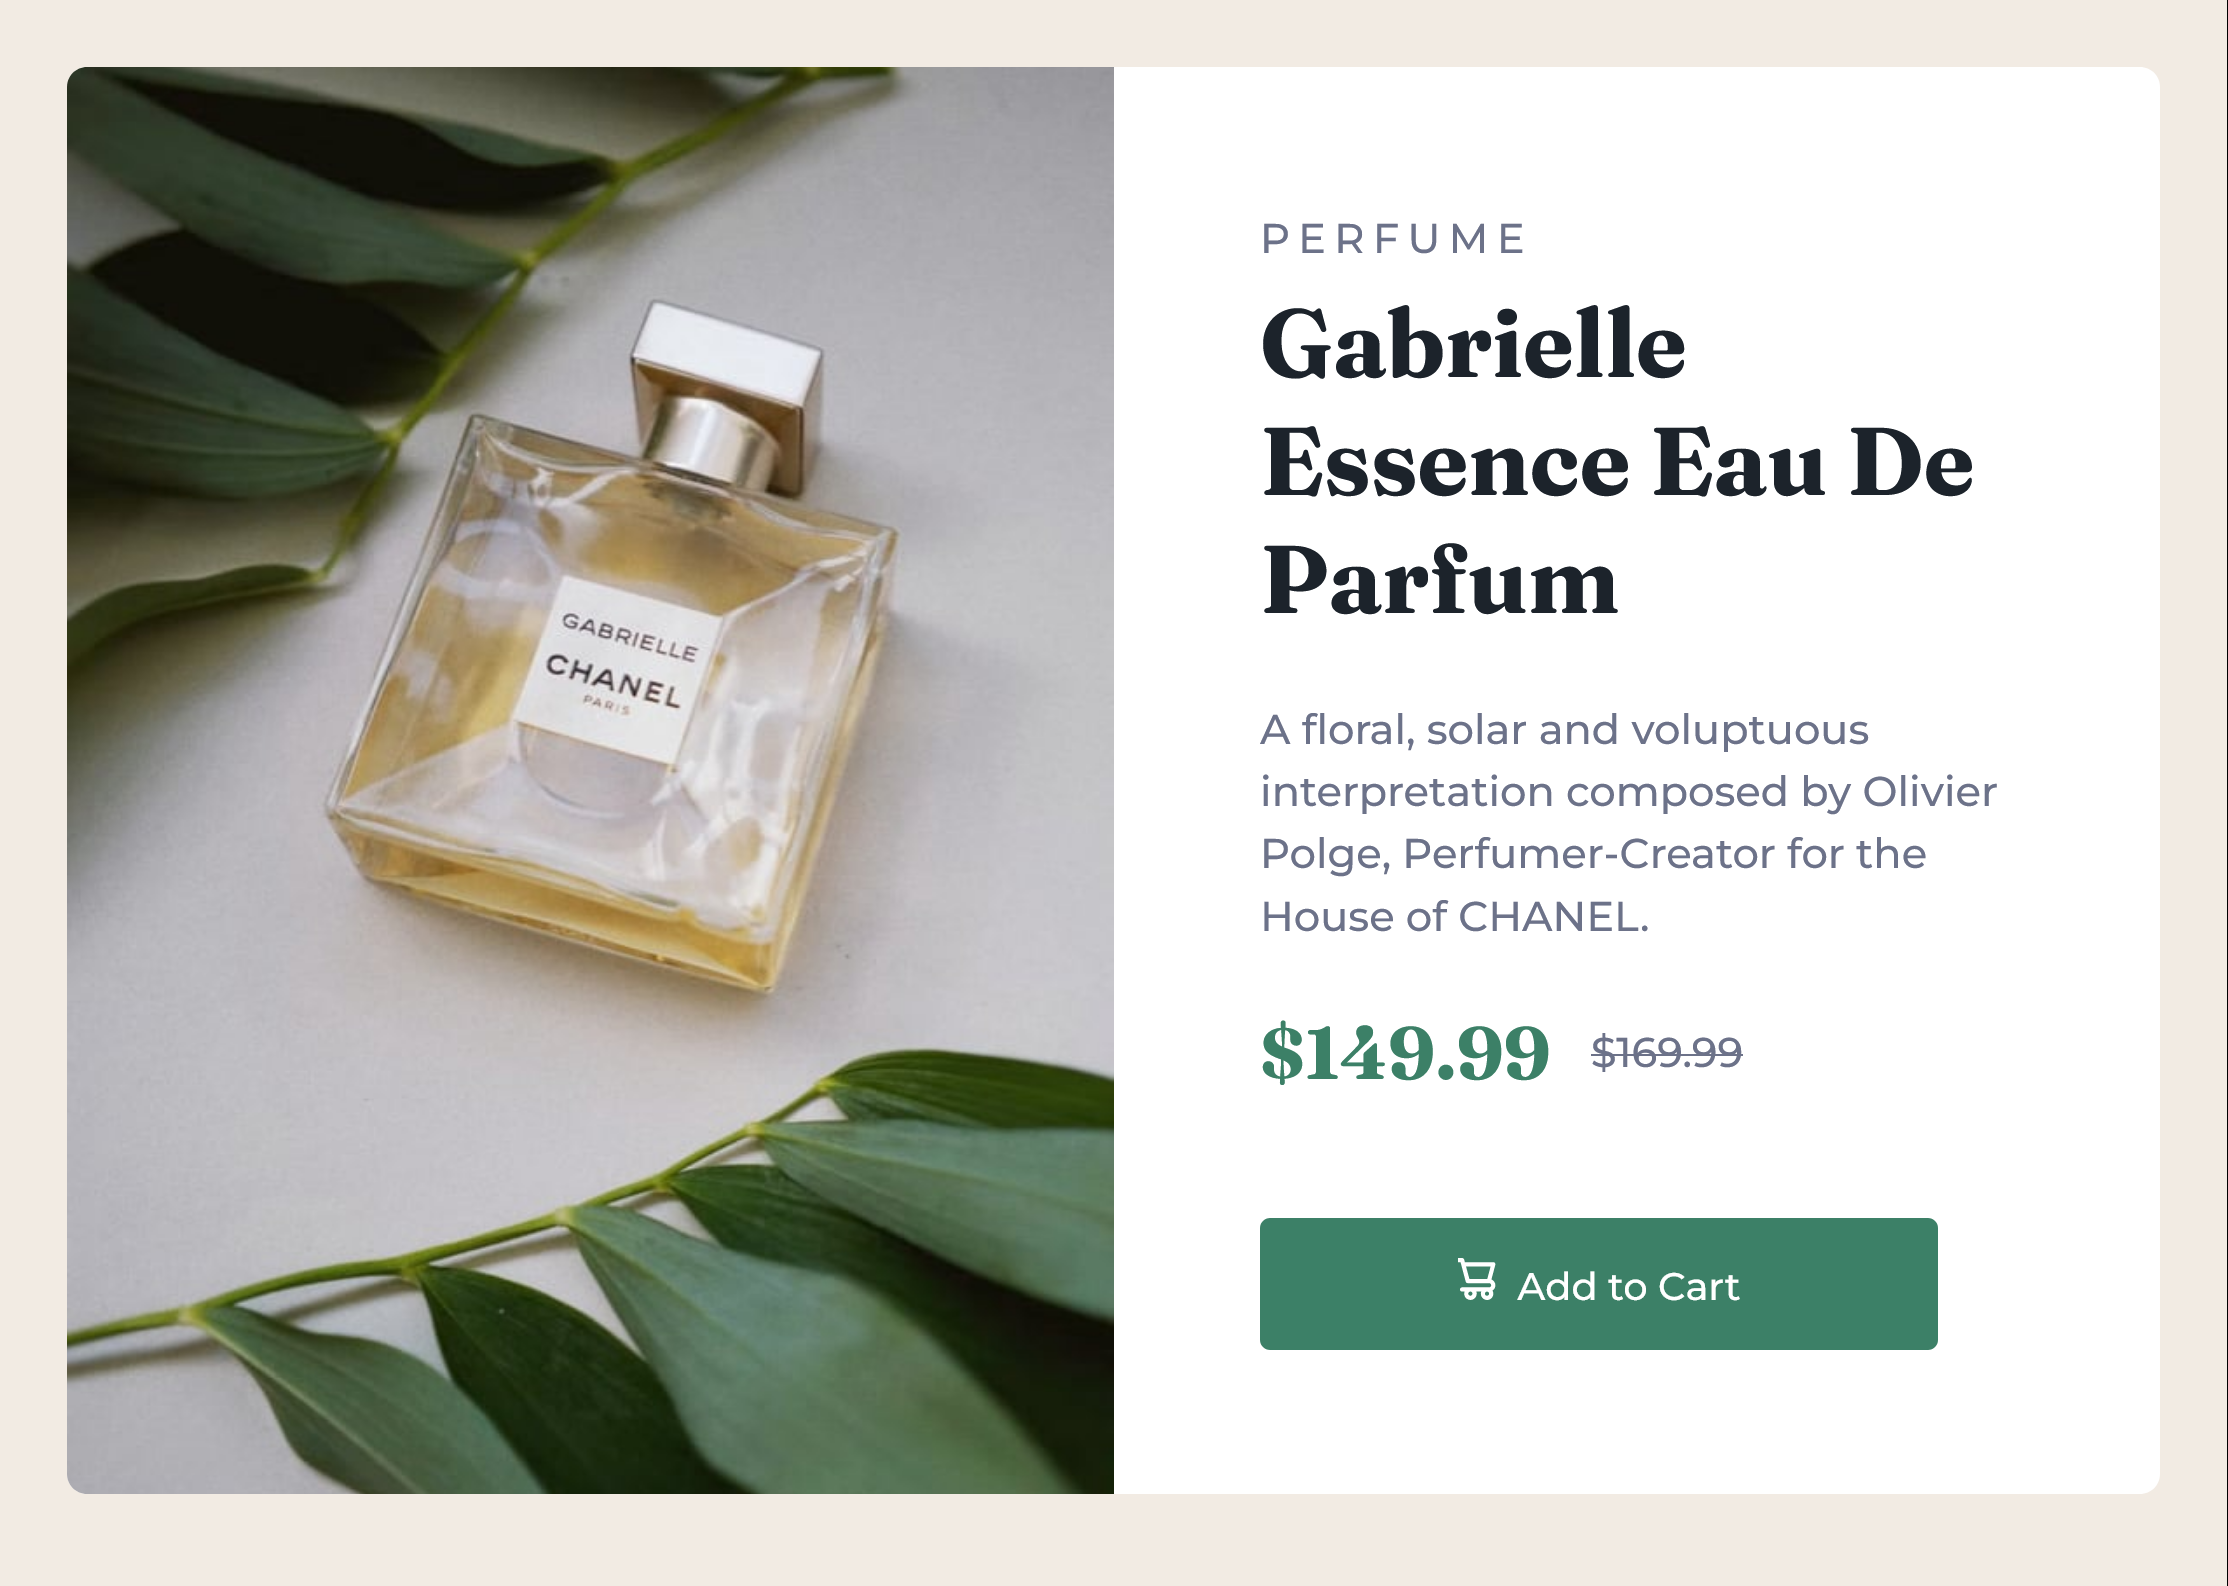 GABRIELLE
CHANEL
PARIS
PERFUME
Gabrielle
Essence Eau De
Parfum
A floral, solar and voluptuous
interpretation composed by Olivier
Polge, Perfumer-Creator for the
House of CHANEL.
$149.99 $169.99
Add to Cart